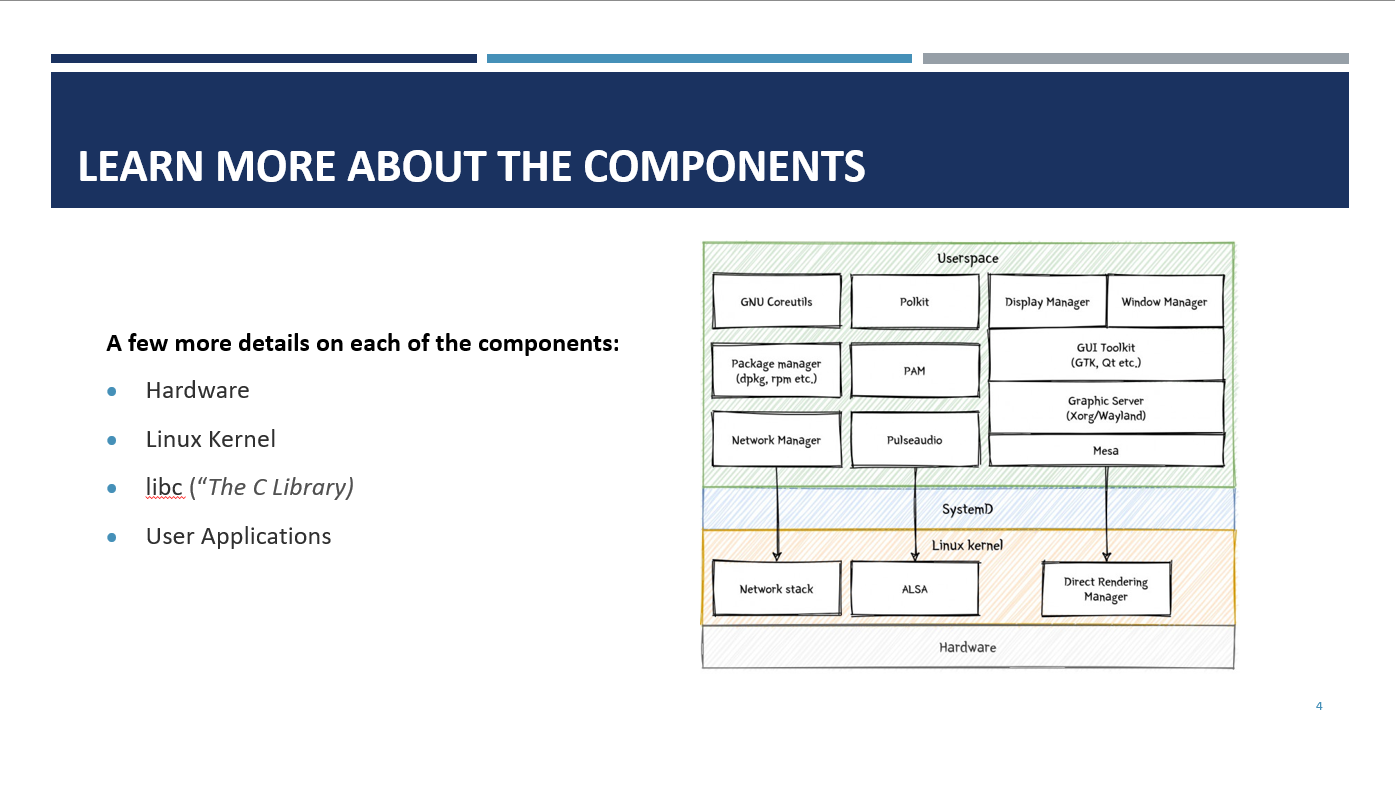 LEARN MORE ABOUT THE COMPONENTS
A few more details on each of the components:
Hardware
Linux Kernel
libc (“The C Library)
User Applications
Userspace
GNU Coreutils
Polkit
Display Manager
Window Manager
Package manager
(dpkg, rpm etc.)
PAM
GUI Toolkit
(GTK, Qt etc.)
Graphic Server
(Xorg/Wayland)
Network Manager
Pulseaudio
Mesa
SystemD
Linux kernel
Network stack
ALSA
Direct Rendering
Manager
Hardware
4